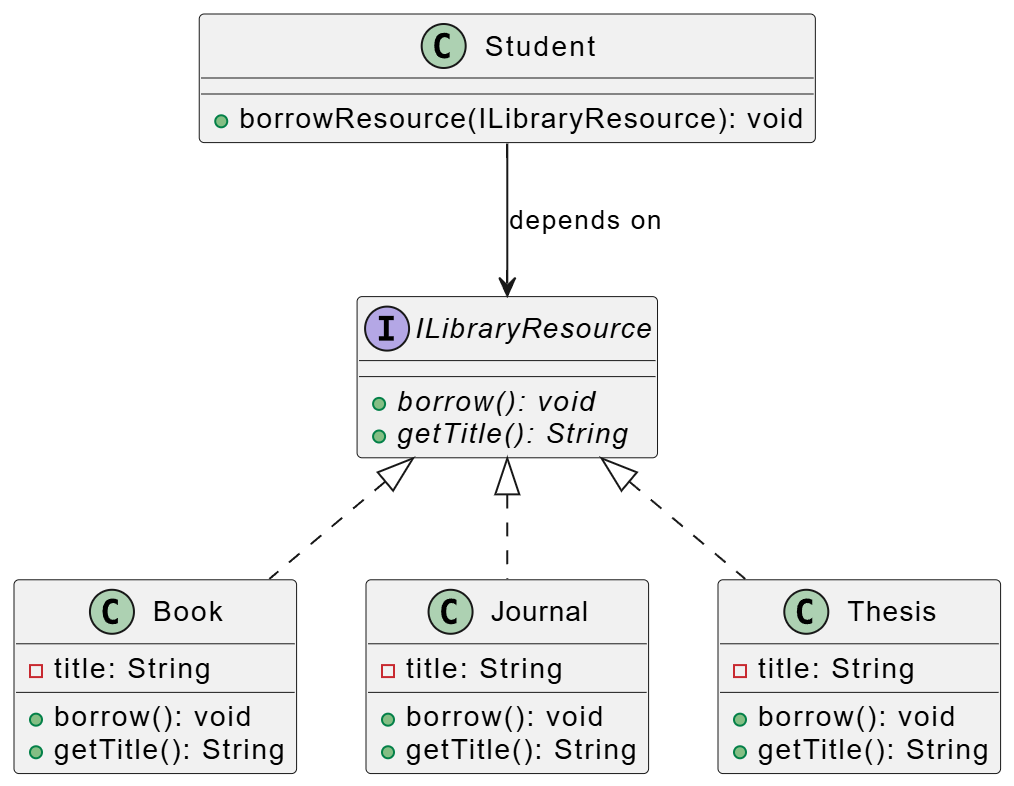 C Student
borrowResource(ILibraryResource): void
depends on
I ILibraryResource
borrow(): void
getTitle(): String
C Book
title: String
borrow(): void
getTitle(): String
C Journal
title: String
borrow(): void
getTitle(): String
C Thesis
title: String
borrow(): void
getTitle(): String